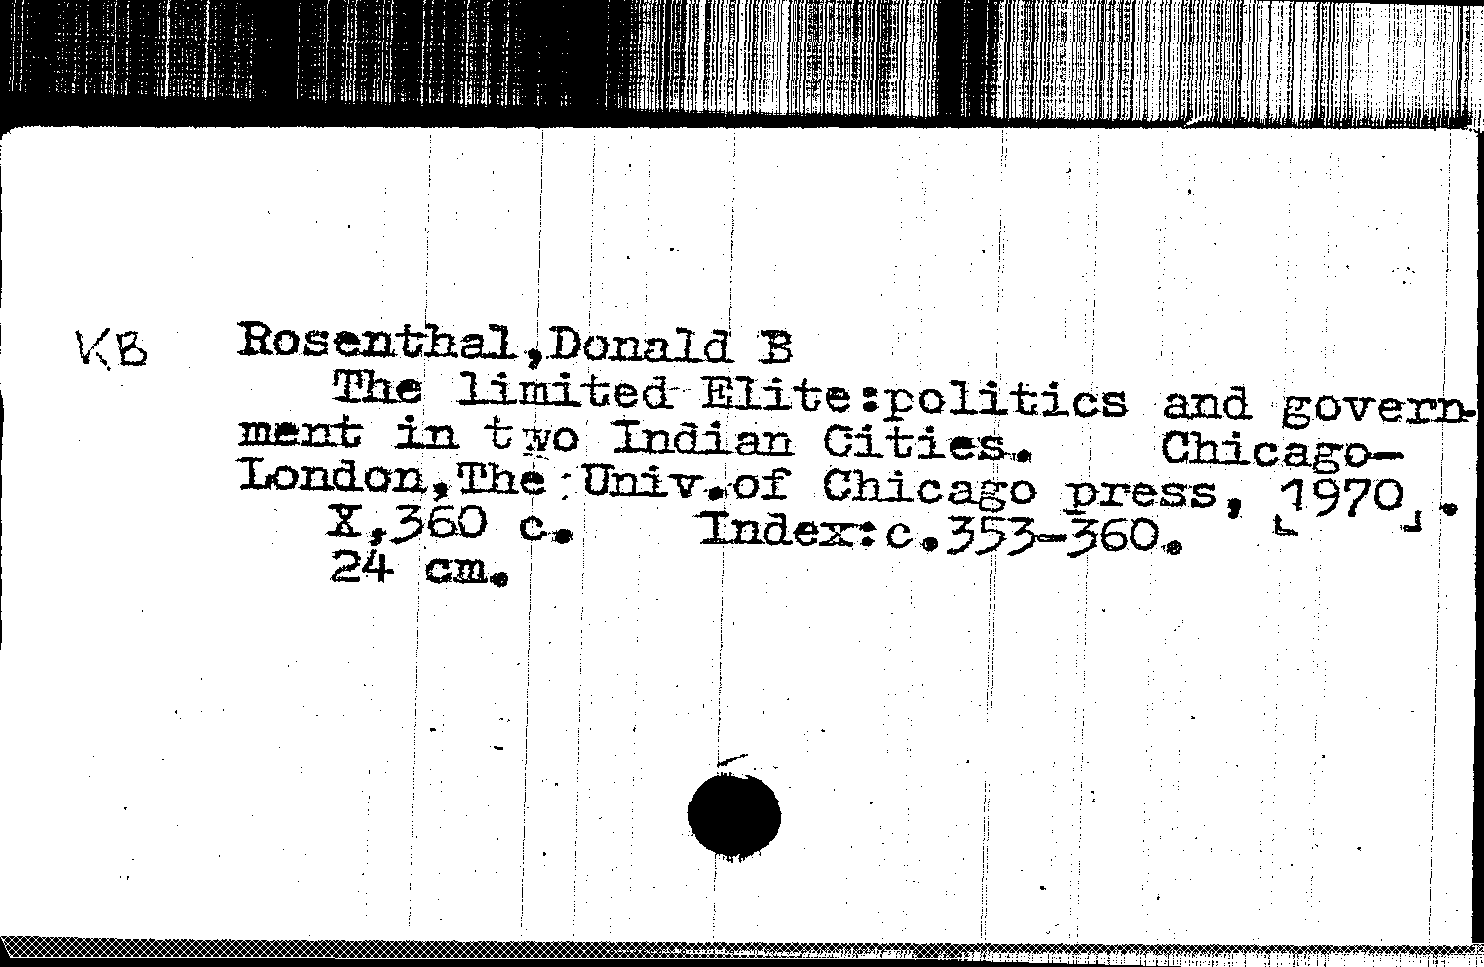 KB Rosenthal,Donald B
The limited Elite:politics and govern-
ment in two Indian Cities. Chicago-
London,The Univ.of Chicago press, [1970].
X,360 c. Index:c.353-360.
24 cm.